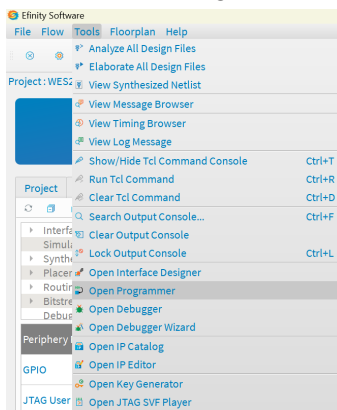 Efinity Software
File Flow Tools Floorplan Help
Analyze All Design Files
Elaborate All Design Files
Project : WES2
View Synthesized Netlist
View Message Browser
View Timing Browser
View Log Message
Show/Hide Tcl Command Console Ctrl+T
Run Tcl Command Ctrl+R
Project
Clear Tcl Command Ctrl+D
Search Output Console... Ctrl+F
Clear Output Console
Interfa
Simula
Lock Output Console Ctrl+L
Synthe
Placer
Open Interface Designer
Routin
Open Programmer
Bitstre
Debug
Open Debugger
Open Debugger Wizard
Periphery
Open IP Catalog
GPIO
Open IP Editor
Open Key Generator
JTAG User
Open JTAG SVF Player